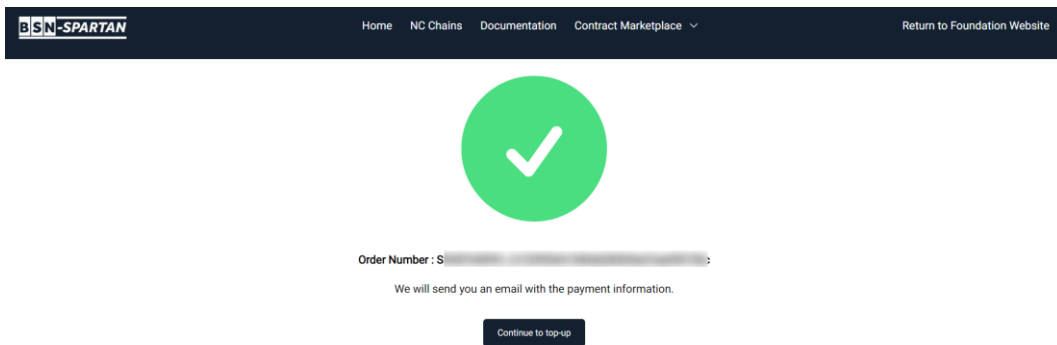 BSN-SPARTAN Home NC Chains Documentation Contract Marketplace Return to Foundation Website
Order Number : S
We will send you an email with the payment information.
Continue to top-up